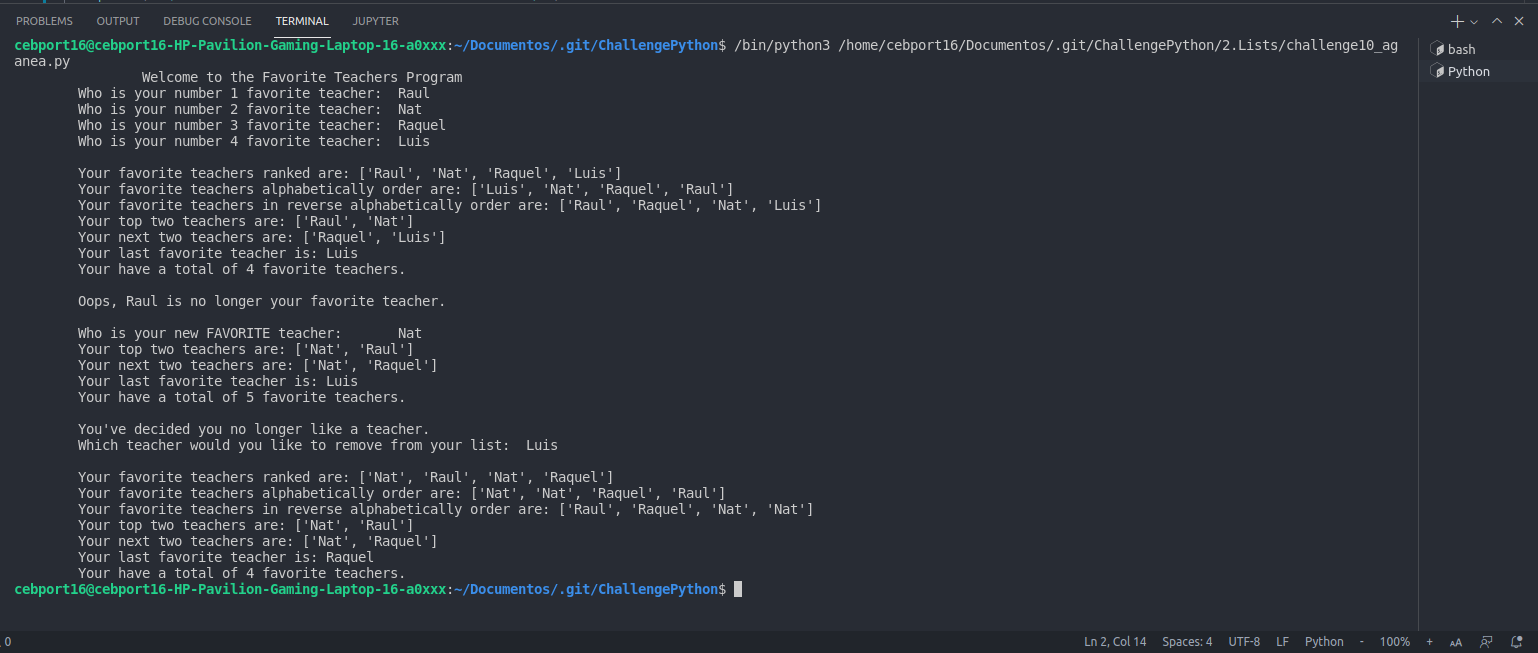 PROBLEMS OUTPUT DEBUG CONSOLE TERMINAL JUPYTER
cebport16@cebport16-HP-Pavilion-Gaming-Laptop-16-a0xxx:~/Documentos/.git/ChallengePython$ /bin/python3 /home/cebport16/Documentos/.git/ChallengePython/2.Lists/challenge10_ag
anea.py
bash
Python
Welcome to the Favorite Teachers Program
Who is your number 1 favorite teacher: Raul
Who is your number 2 favorite teacher: Nat
Who is your number 3 favorite teacher: Raquel
Who is your number 4 favorite teacher: Luis
Your favorite teachers ranked are: ['Raul', 'Nat', 'Raquel', 'Luis']
Your favorite teachers alphabetically order are: ['Luis', 'Nat', 'Raquel', 'Raul']
Your favorite teachers in reverse alphabetically order are: ['Raul', 'Raquel', 'Nat', 'Luis']
Your top two teachers are: ['Raul', 'Nat']
Your next two teachers are: ['Raquel', 'Luis']
Your last favorite teacher is: Luis
Your have a total of 4 favorite teachers.
Oops, Raul is no longer your favorite teacher.
Who is your new FAVORITE teacher: Nat
Your top two teachers are: ['Nat', 'Raul']
Your next two teachers are: ['Nat', 'Raquel']
Your last favorite teacher is: Luis
Your have a total of 5 favorite teachers.
You've decided you no longer like a teacher.
Which teacher would you like to remove from your list: Luis
Your favorite teachers ranked are: ['Nat', 'Raul', 'Nat', 'Raquel']
Your favorite teachers alphabetically order are: ['Nat', 'Nat', 'Raquel', 'Raul']
Your favorite teachers in reverse alphabetically order are: ['Raul', 'Raquel', 'Nat', 'Nat']
Your top two teachers are: ['Nat', 'Raul']
Your next two teachers are: ['Nat', 'Raquel']
Your last favorite teacher is: Raquel
Your have a total of 4 favorite teachers.
cebport16@cebport16-HP-Pavilion-Gaming-Laptop-16-a0xxx:~/Documentos/.git/ChallengePython$
0 Ln 2, Col 14 Spaces: 4 UTF-8 LF Python - 100% + AA